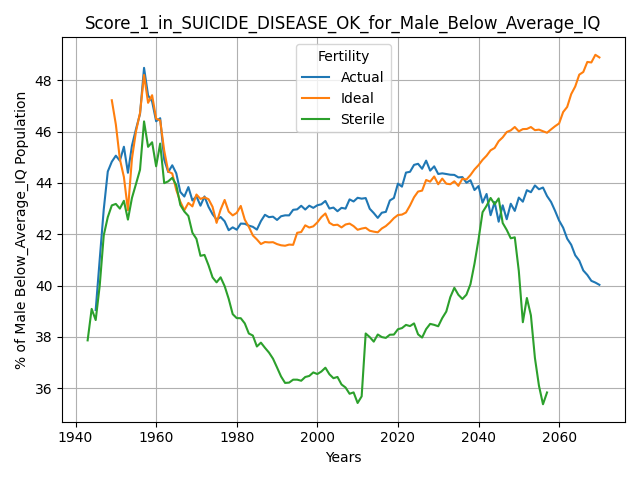 Score_1_in_SUICIDE_DISEASE_OK_for_Male_Below_Average_IQ
Fertility
Actual
Ideal
Sterile
% of Male Below_Average_IQ Population
48
46
44
42
40
38
36
1940
1960
1980
2000
2020
2040
2060
Years